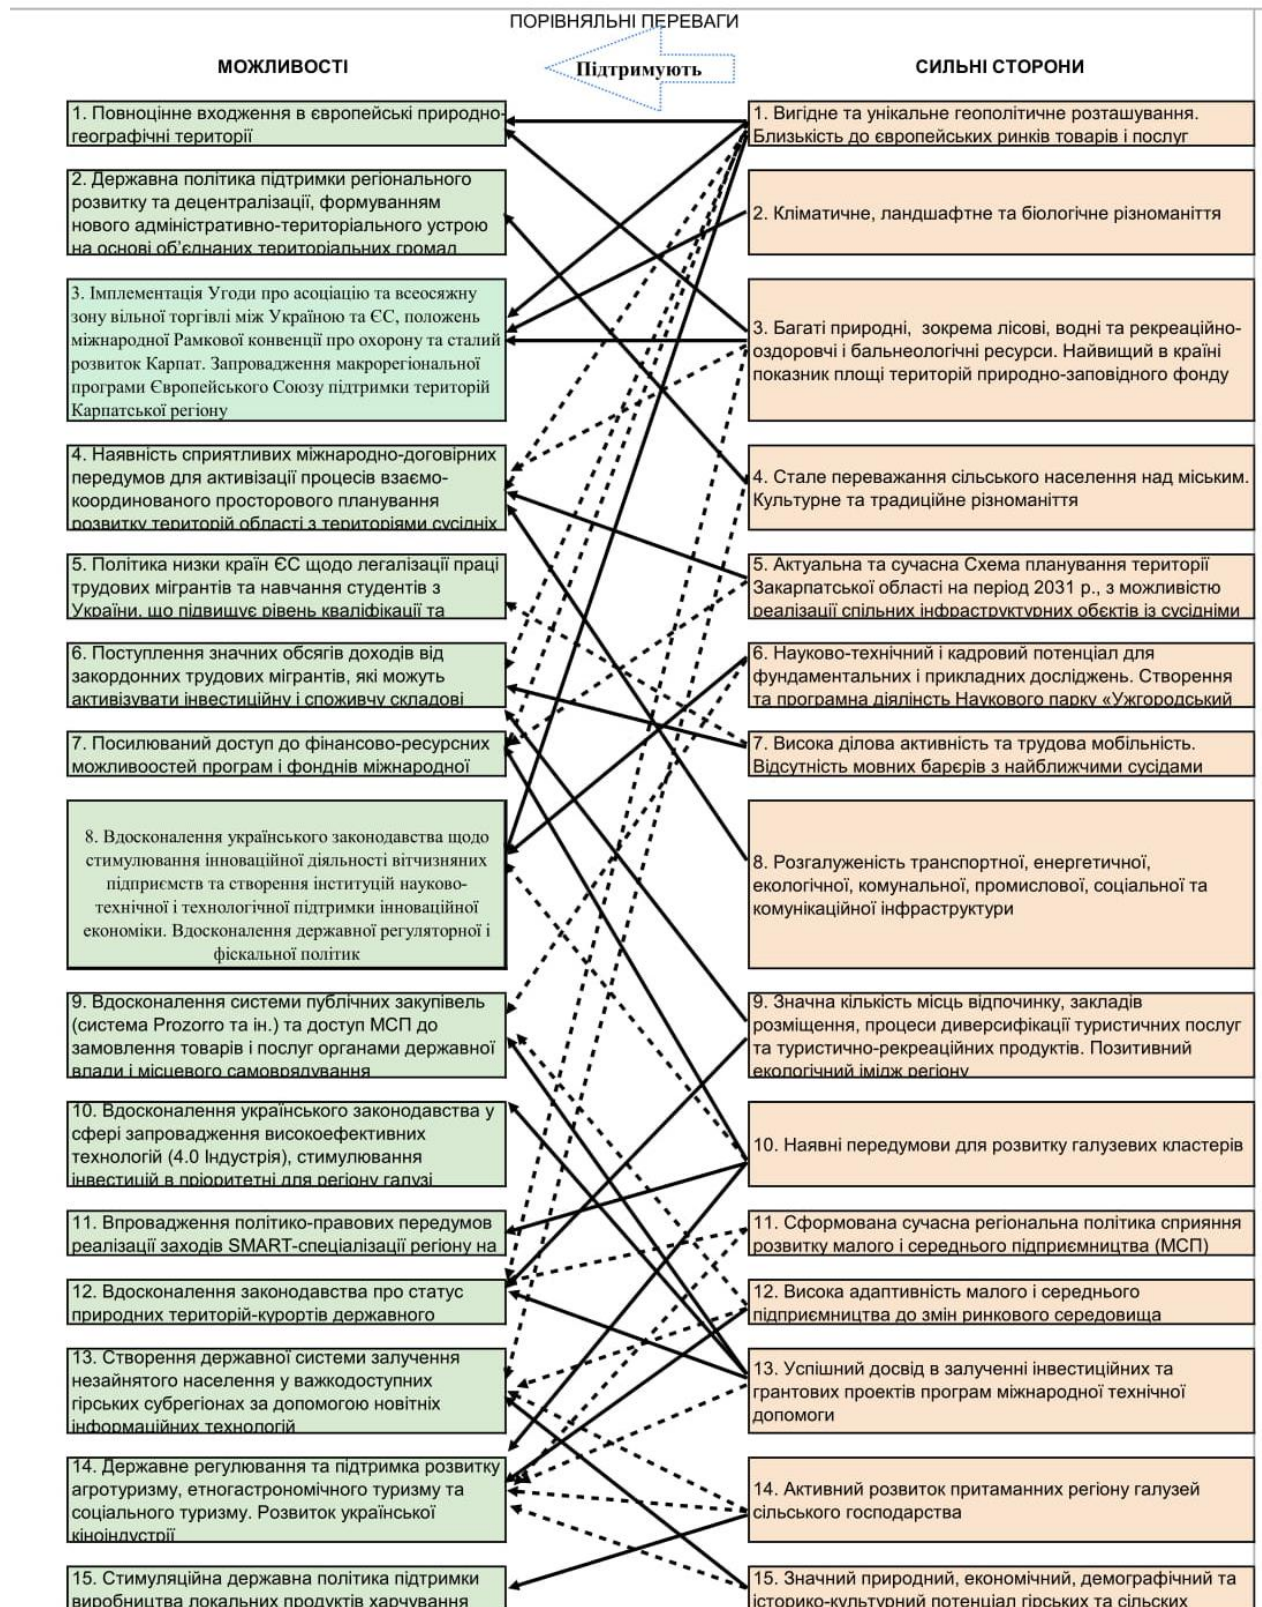 ПОРІВНЯЛЬНІ ПЕРЕВАГИ
МОЖЛИВОСТІ
Підтримують
СИЛЬНІ СТОРОНИ
1. Повноцінне входження в європейські природно-
географічні території
2. Державна політика підтримки регіонального
розвитку та децентралізації, формуванням
нового адміністративно-територіального устрою
на основі об’єднаних територіальних громад
3. Імплементація Угоди про асоціацію та всеосяжну
зону вільної торгівлі між Україною та ЄС, положень
міжнародної Рамкової конвенції про охорону та сталий
розвиток Карпат. Запровадження макрорегіональної
програми Європейського Союзу підтримки територій
Карпатської регіону
4. Наявність сприятливих міжнародно-договірних
передумов для активізації процесів взаємо-
координованого просторового планування
розвитку територій області з територіями сусідніх
5. Політика низки країн ЄС щодо легалізації праці
трудових мігрантів та навчання студентів з
України, що підвищує рівень кваліфікації та
6. Поступлення значних обсягів доходів від
закордонних трудових мігрантів, які можуть
активізувати інвестиційну і споживчу складові
7. Посилюваний доступ до фінансово-ресурсних
можливоостей програм і фонднів міжнародної
8. Вдосконалення українського законодавства щодо
стимулювання інноваційної діяльності вітчизняних
підприємств та створення інституцій науково-
технічної і технологічної підтримки інноваційної
економіки. Вдосконалення державної регуляторної і
фіскальної політик
9. Вдосконалення системи публічних закупівель
(система Prozorro та ін.) та доступ МСП до
замовлення товарів і послуг органами державної
влади і місцевого самоврядування
10. Вдосконалення українського законодавства у
сфері запровадження високоефективних
технологій (4.0 Індустрія), стимулювання
інвестицій в пріоритетні для регіону галузі
11. Впровадження політико-правових передумов
реалізації заходів SMART-спеціалізації регіону на
12. Вдосконалення законодавства про статус
природних територій-курортів державного
13. Створення державної системи залучення
незайнятого населення у важкодоступних
гірських субрегіонах за допомогою новітніх
інформаційних технологій
14. Державне регулювання та підтримка розвитку
агротуризму, етногастрономічного туризму та
соціального туризму. Розвиток української
кіноіндустрії
15. Стимуляційна державна політика підтримки
виробництва локальних продуктів харчування
1. Вигідне та унікальне геополітичне розташування.
Близькість до європейських ринків товарів і послуг
2. Кліматичне, ландшафтне та біологічне різноманіття
3. Багаті природні, зокрема лісові, водні та рекреаційно-
оздоровчі і бальнеологічні ресурси. Найвищий в країні
показник площі територій природно-заповідного фонду
4. Стале переважання сільського населення над міським.
Культурне та традиційне різноманіття
5. Актуальна та сучасна Схема планування території
Закарпатської області на період 2031 р., з можливістю
реалізації спільних інфраструктурних обєктів із сусідніми
6. Науково-технічний і кадровий потенціал для
фундаментальних і прикладних досліджень. Створення
та програмна діялінсть Наукового парку «Ужгородський
7. Висока ділова активність та трудова мобільність.
Відсутність мовних барєрів з найближчими сусідами
8. Розгалуженість транспортної, енергетичної,
екологічної, комунальної, промислової, соціальної та
комунікаційної інфраструктури
9. Значна кількість місць відпочинку, закладів
розміщення, процеси диверсифікації туристичних послуг
та туристично-рекреаційних продуктів. Позитивний
екологічний імідж регіону
10. Наявні передумови для розвитку галузевих кластерів
11. Сформована сучасна регіональна політика сприяння
розвитку малого і середнього підприємництва (МСП)
12. Висока адаптивність малого і середнього
підприємництва до змін ринкового середовища
13. Успішний досвід в залученні інвестиційних та
грантових проектів програм міжнародної технічної
допомоги
14. Активний розвиток притаманних регіону галузей
сільського господарства
15. Значний природний, економічний, демографічний та
історико-культурний потенціал гірських та сільских